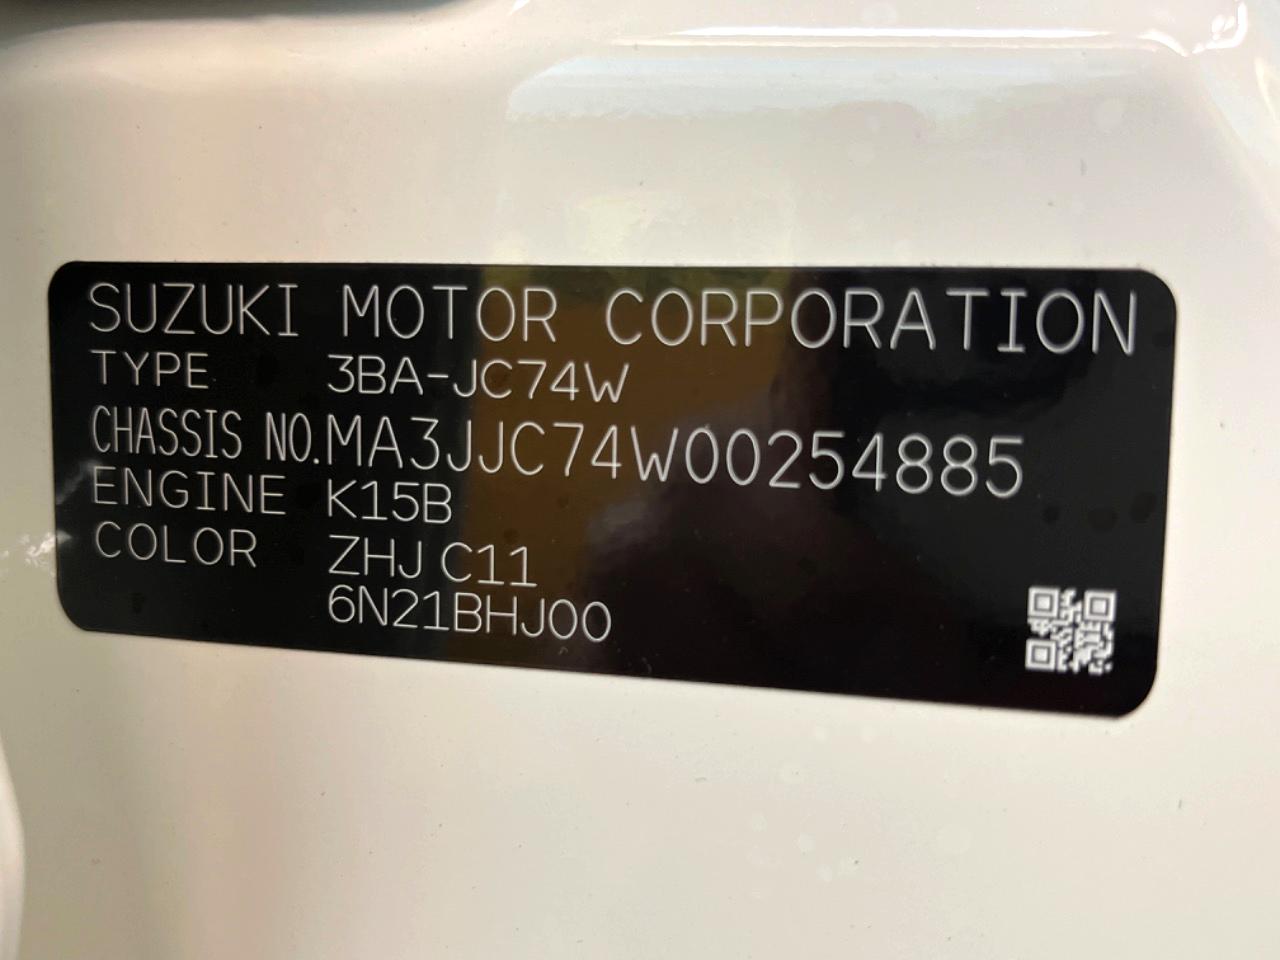 SUZUKI MOTOR CORPORATION
TYPE 3BA-JC74W
CHASSIS NO. MA3JJC74W00254885
ENGINE K15B
COLOR ZHJ C11
6N21BHJ00